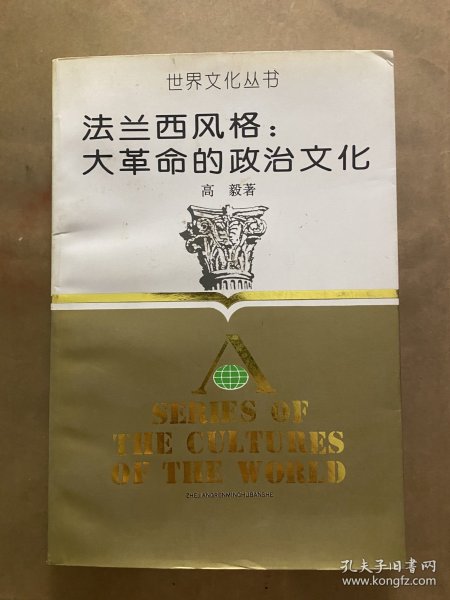 世界文化丛书
法兰西风格：
大革命的政治文化
高 毅著
A
SERIES OF
THE CULTURES
OF THE WORLD
ZHEJIANGRENMINCHUBANSHE
孔夫子旧书网
www.kongfz.com